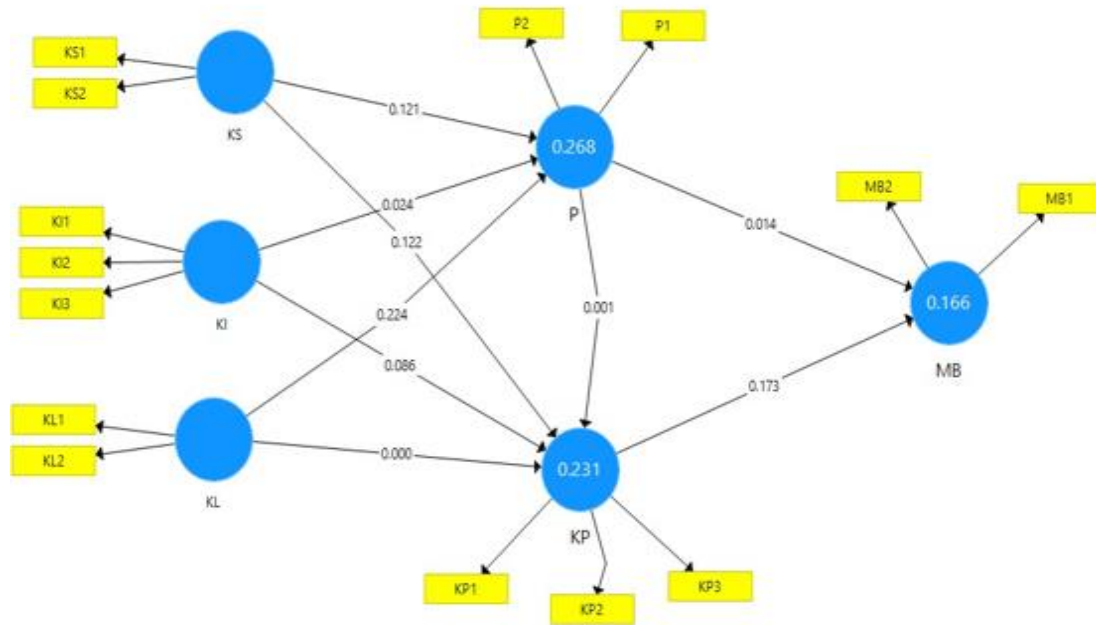 P2
P1
KS1
KS2
KS
0.121
0.268
P
MB2
MB1
KI1
KI2
KI3
KI
0.024
0.122
0.014
0.224
0.001
0.166
MB
0.086
0.173
KL1
KL2
KL
0.000
0.231
KP
KP1
KP2
KP3